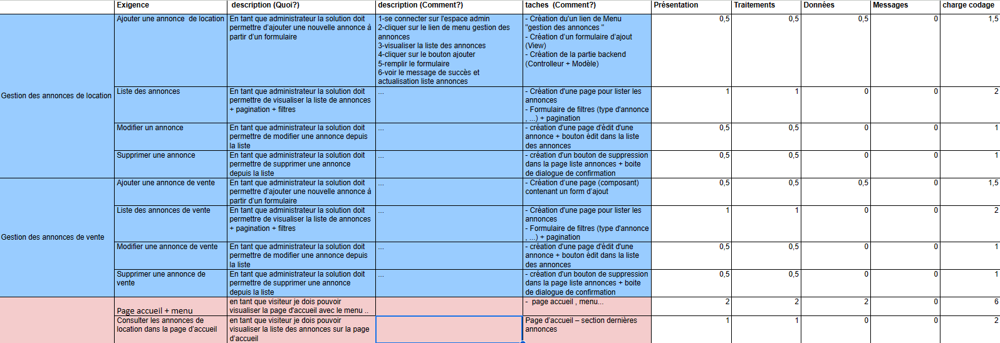 Exigence
description (Quoi?)
description (Comment?)
taches  (Comment?)
Présentation
Traitements
Données
Messages
charge codage
Gestion des annonces de location
Ajouter une annonce  de location
En tant que administrateur la solution doit
permettre d'ajouter une nouvelle annonce à
partir d'un formulaire
1-se connecter sur l'espace admin
2-cliquer sur le lien de menu gestion des
annonces
3-visualiser la liste des annonces
4-cliquer sur le bouton ajouter
5-remplir le formulaire
6-voir le message de succès et
actualisation liste annonces
- Création du'un lien de Menu
"gestion des annonces "
- Création d'un formulaire d'ajout
(View)
- Création de la partie backend
(Controlleur + Modèle)
0,5
0,5
0,5
0
1,5
Liste des annonces
En tant que administrateur la solution doit
permettre de visualiser la liste de annonces
+ pagination + filtres
...
- Création d'une page pour lister les
annonces
- Formulaire de filtres (type d'annonce
, ...) + pagination
1
1
0
0
2
Modifier un annonce
En tant que administrateur la solution doit
permettre de modifier une annonce depuis
la liste
...
- création d'une page d'édit d'une
annonce + bouton édit dans la liste
des annonces
0,5
0,5
0
0
1
Supprimer une annonce
En tant que administrateur la solution doit
permettre de supprimer une annonce
depuis la liste
...
- création d'un bouton de suppression
dans la page liste annonces + boite
de dialogue de confirmation
0,5
0,5
0
0
1
Gestion des annonces de vente
Ajouter une annonce de vente
En tant que administrateur la solution doit
permettre d'ajouter une nouvelle annonce à
partir d'un formulaire
...
- Création d'une page (composant)
contenant un form d'ajout
0,5
0,5
0,5
0
1,5
Liste des annonces de vente
En tant que administrateur la solution doit
permettre de visualiser la liste de annonces
+ pagination + filtres
...
- Création d'une page pour lister les
annonces
- Formulaire de filtres (type d'annonce
, ...) + pagination
1
1
0
0
2
Modifier une annonce de vente
En tant que administrateur la solution doit
permettre de modifier une annonce depuis
la liste
...
- création d'une page d'édit d'une
annonce + bouton édit dans la liste
des annonces
0,5
0,5
0
0
1
Supprimer une annonce de
vente
En tant que administrateur la solution doit
permettre de supprimer une annonce
depuis la liste
...
- création d'un bouton de suppression
dans la page liste annonces + boite
de dialogue de confirmation
0,5
0,5
0
0
1
Page accueil + menu
en tant que visiteur je dois pouvoir
visualiser la page d'accueil avec le menu ..
-  page accueil , menu...
2
2
2
0
6
Consulter les annonces de
location dans la page d'accueil
en tant que visiteur je dois pouvoir
visualiser la liste des annonces sur la page
d'accueil
Page d'accueil – section dernières
annonces
1
1
0
0
2